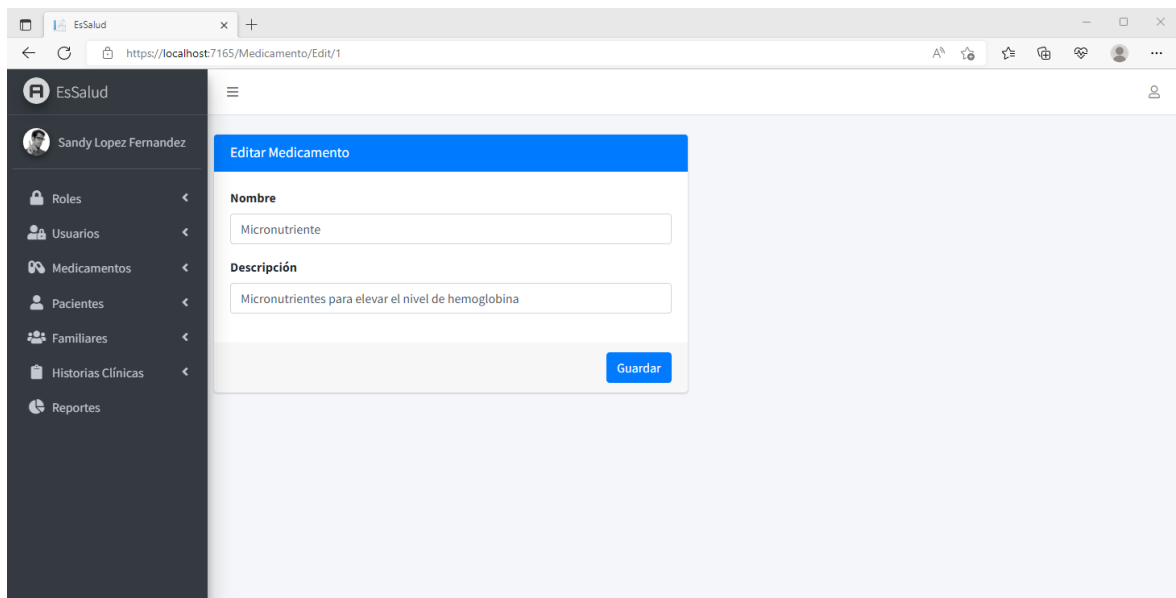 EsSalud
https://localhost:7165/Medicamento/Edit/1
EsSalud
Sandy Lopez Fernandez
Roles
Usuarios
Medicamentos
Pacientes
Familiares
Historias Clínicas
Reportes
Editar Medicamento
Nombre
Micronutriente
Descripción
Micronutrientes para elevar el nivel de hemoglobina
Guardar